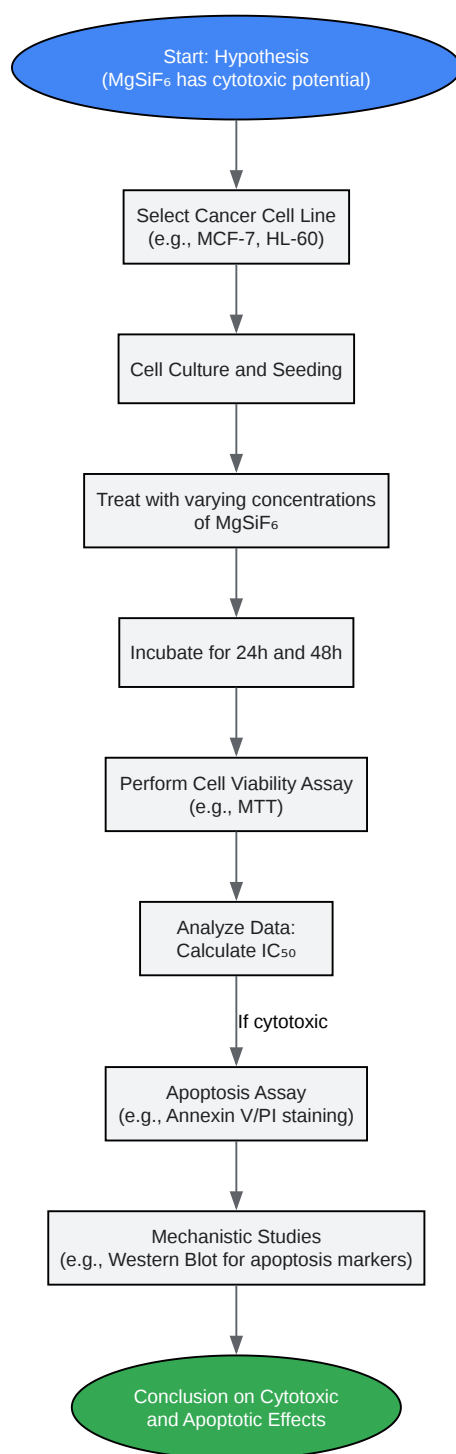 Start: Hypothesis
(MgSiF₆ has cytotoxic potential)
Select Cancer Cell Line
(e.g., MCF-7, HL-60)
Cell Culture and Seeding
Treat with varying concentrations
of MgSiF₆
Incubate for 24h and 48h
Perform Cell Viability Assay
(e.g., MTT)
Analyze Data:
Calculate IC₅₀
If cytotoxic
Apoptosis Assay
(e.g., Annexin V/PI staining)
Mechanistic Studies
(e.g., Western Blot for apoptosis markers)
Conclusion on Cytotoxic
and Apoptotic Effects